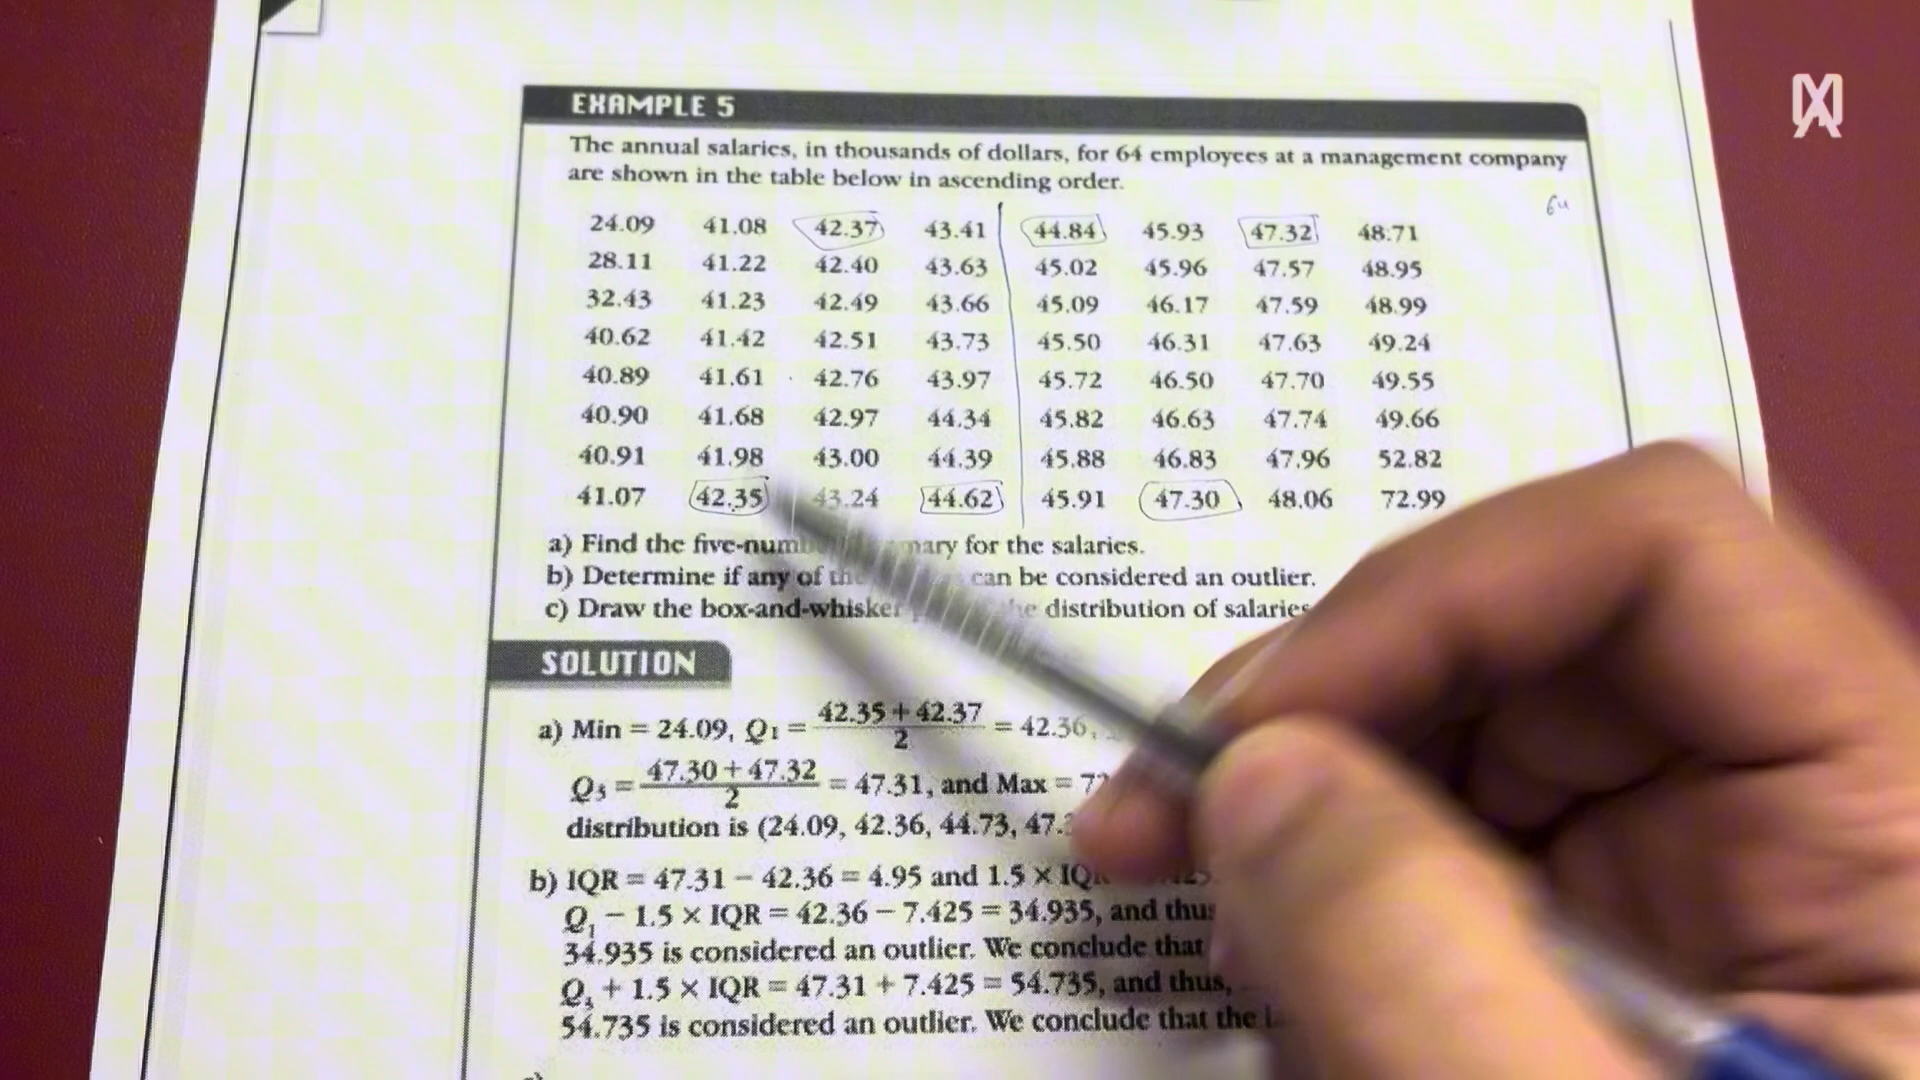 EXAMPLE 5
The annual salaries, in thousands of dollars, for 64 employees at a management company
are shown in the table below in ascending order.
64
24.09 41.08 42.37 43.41 44.84 45.93 47.32 48.71
28.11 41.22 42.40 43.63 45.02 45.96 47.57 48.95
32.43 41.23 42.49 43.66 45.09 46.17 47.59 48.99
40.62 41.42 42.51 43.73 45.50 46.31 47.63 49.24
40.89 41.61 42.76 43.97 45.72 46.50 47.70 49.55
40.90 41.68 42.97 44.34 45.82 46.63 47.74 49.66
40.91 41.98 43.00 44.39 45.88 46.83 47.96 52.82
41.07 42.35 43.24 44.62 45.91 47.30 48.06 72.99
a) Find the for the salaries.
b) Determine if any of can be considered an outlier.
c) Draw the box-and-whisker distribution of salaries
SOLUTION
a) Min = 24.09, Q1 = 42.35 + 42.37 / 2 = 42.36,
Q3 = 47.30 + 47.32 / 2 = 47.31, and Max =
distribution is (24.09, 42.36, 44.73,
b) IQR = 47.31 − 42.36 = 4.95 and 1.5 ×
Q1 − 1.5 × IQR = 42.36 − 7.425 = 34.935, and
34.935 is considered an outlier. We conclude that
Q3 + 1.5 × IQR = 47.31 + 7.425 = 54.735, and thus,
54.735 is considered an outlier. We conclude that the